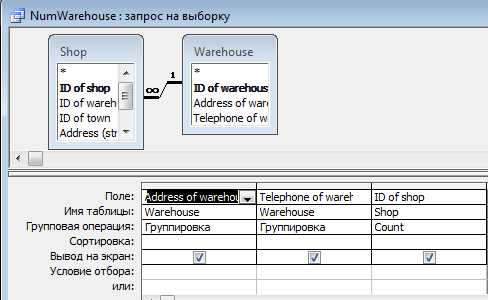 NumWarehouse : запрос на выборку
Shop
*
ID of shop
ID of wareh
ID of town
Address (str
∞
1
Warehouse
*
ID of warehous
Address of war
Telephone of w
Поле: Address of warehou Telephone of wareh ID of shop
Имя таблицы: Warehouse Warehouse Shop
Групповая операция: Группировка Группировка Count
Сортировка:
Вывод на экран:
Условие отбора:
или: